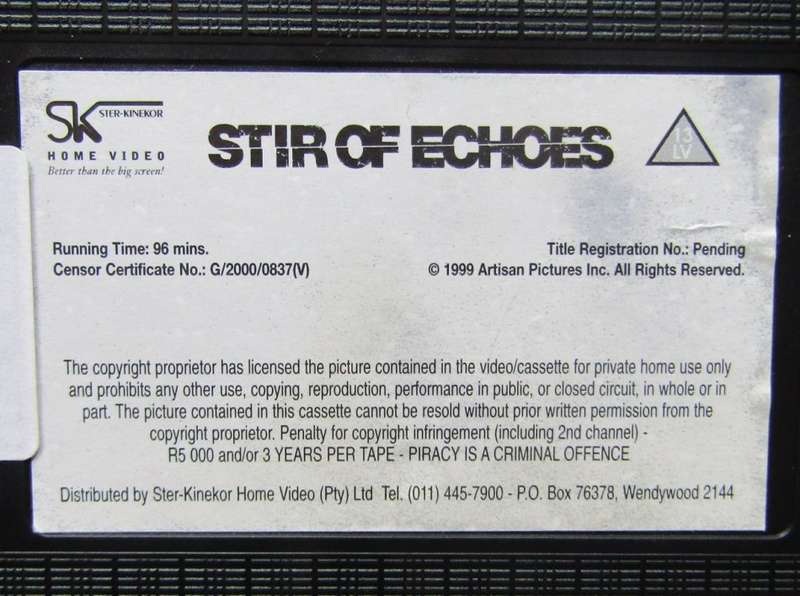 SK STER-KINEKOR
HOME VIDEO
Better than the big screen!
STIR OF ECHOES
13
LV
Running Time: 96 mins.
Censor Certificate No.: G/2000/0837(V)
Title Registration No.: Pending
© 1999 Artisan Pictures Inc. All Rights Reserved.
The copyright proprietor has licensed the picture contained in the video/cassette for private home use only
and prohibits any other use, copying, reproduction, performance in public, or closed circuit, in whole or in
part. The picture contained in this cassette cannot be resold without prior written permission from the
copyright proprietor. Penalty for copyright infringement (including 2nd channel) -
R5 000 and/or 3 YEARS PER TAPE - PIRACY IS A CRIMINAL OFFENCE
Distributed by Ster-Kinekor Home Video (Pty) Ltd Tel. (011) 445-7900 - P.O. Box 76378, Wendywood 2144